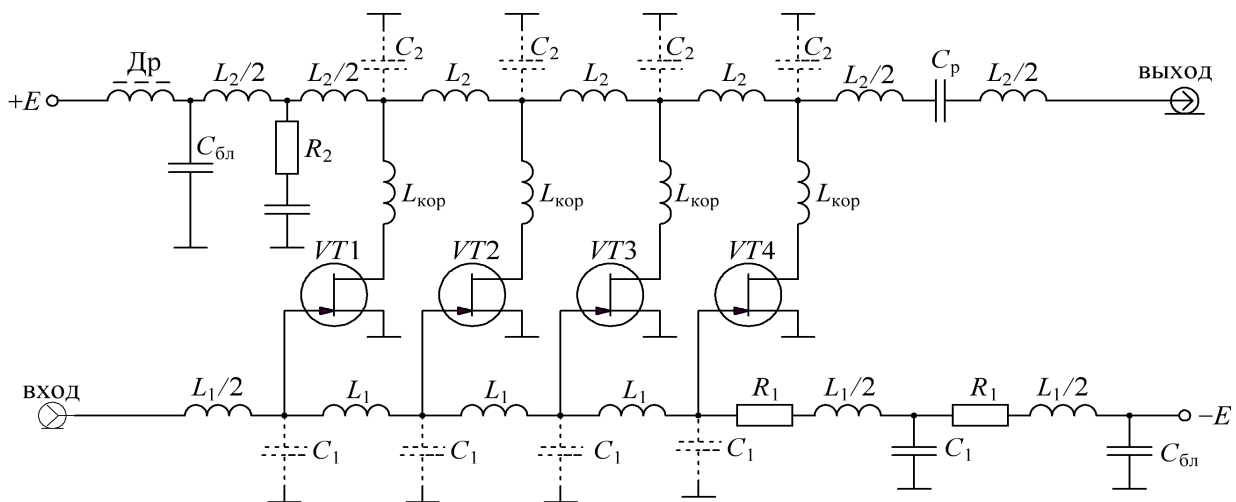 C₂ C₂ C₂ C₂
Др L₂/2 L₂/2 L₂ L₂ L₂ L₂/2 Cр L₂/2 выход
+E
Cбл R₂
Lкор Lкор Lкор Lкор
VT1 VT2 VT3 VT4
вход L₁/2 L₁ L₁ L₁ R₁ L₁/2 R₁ L₁/2
−E
C₁ C₁ C₁ C₁ C₁ Cбл